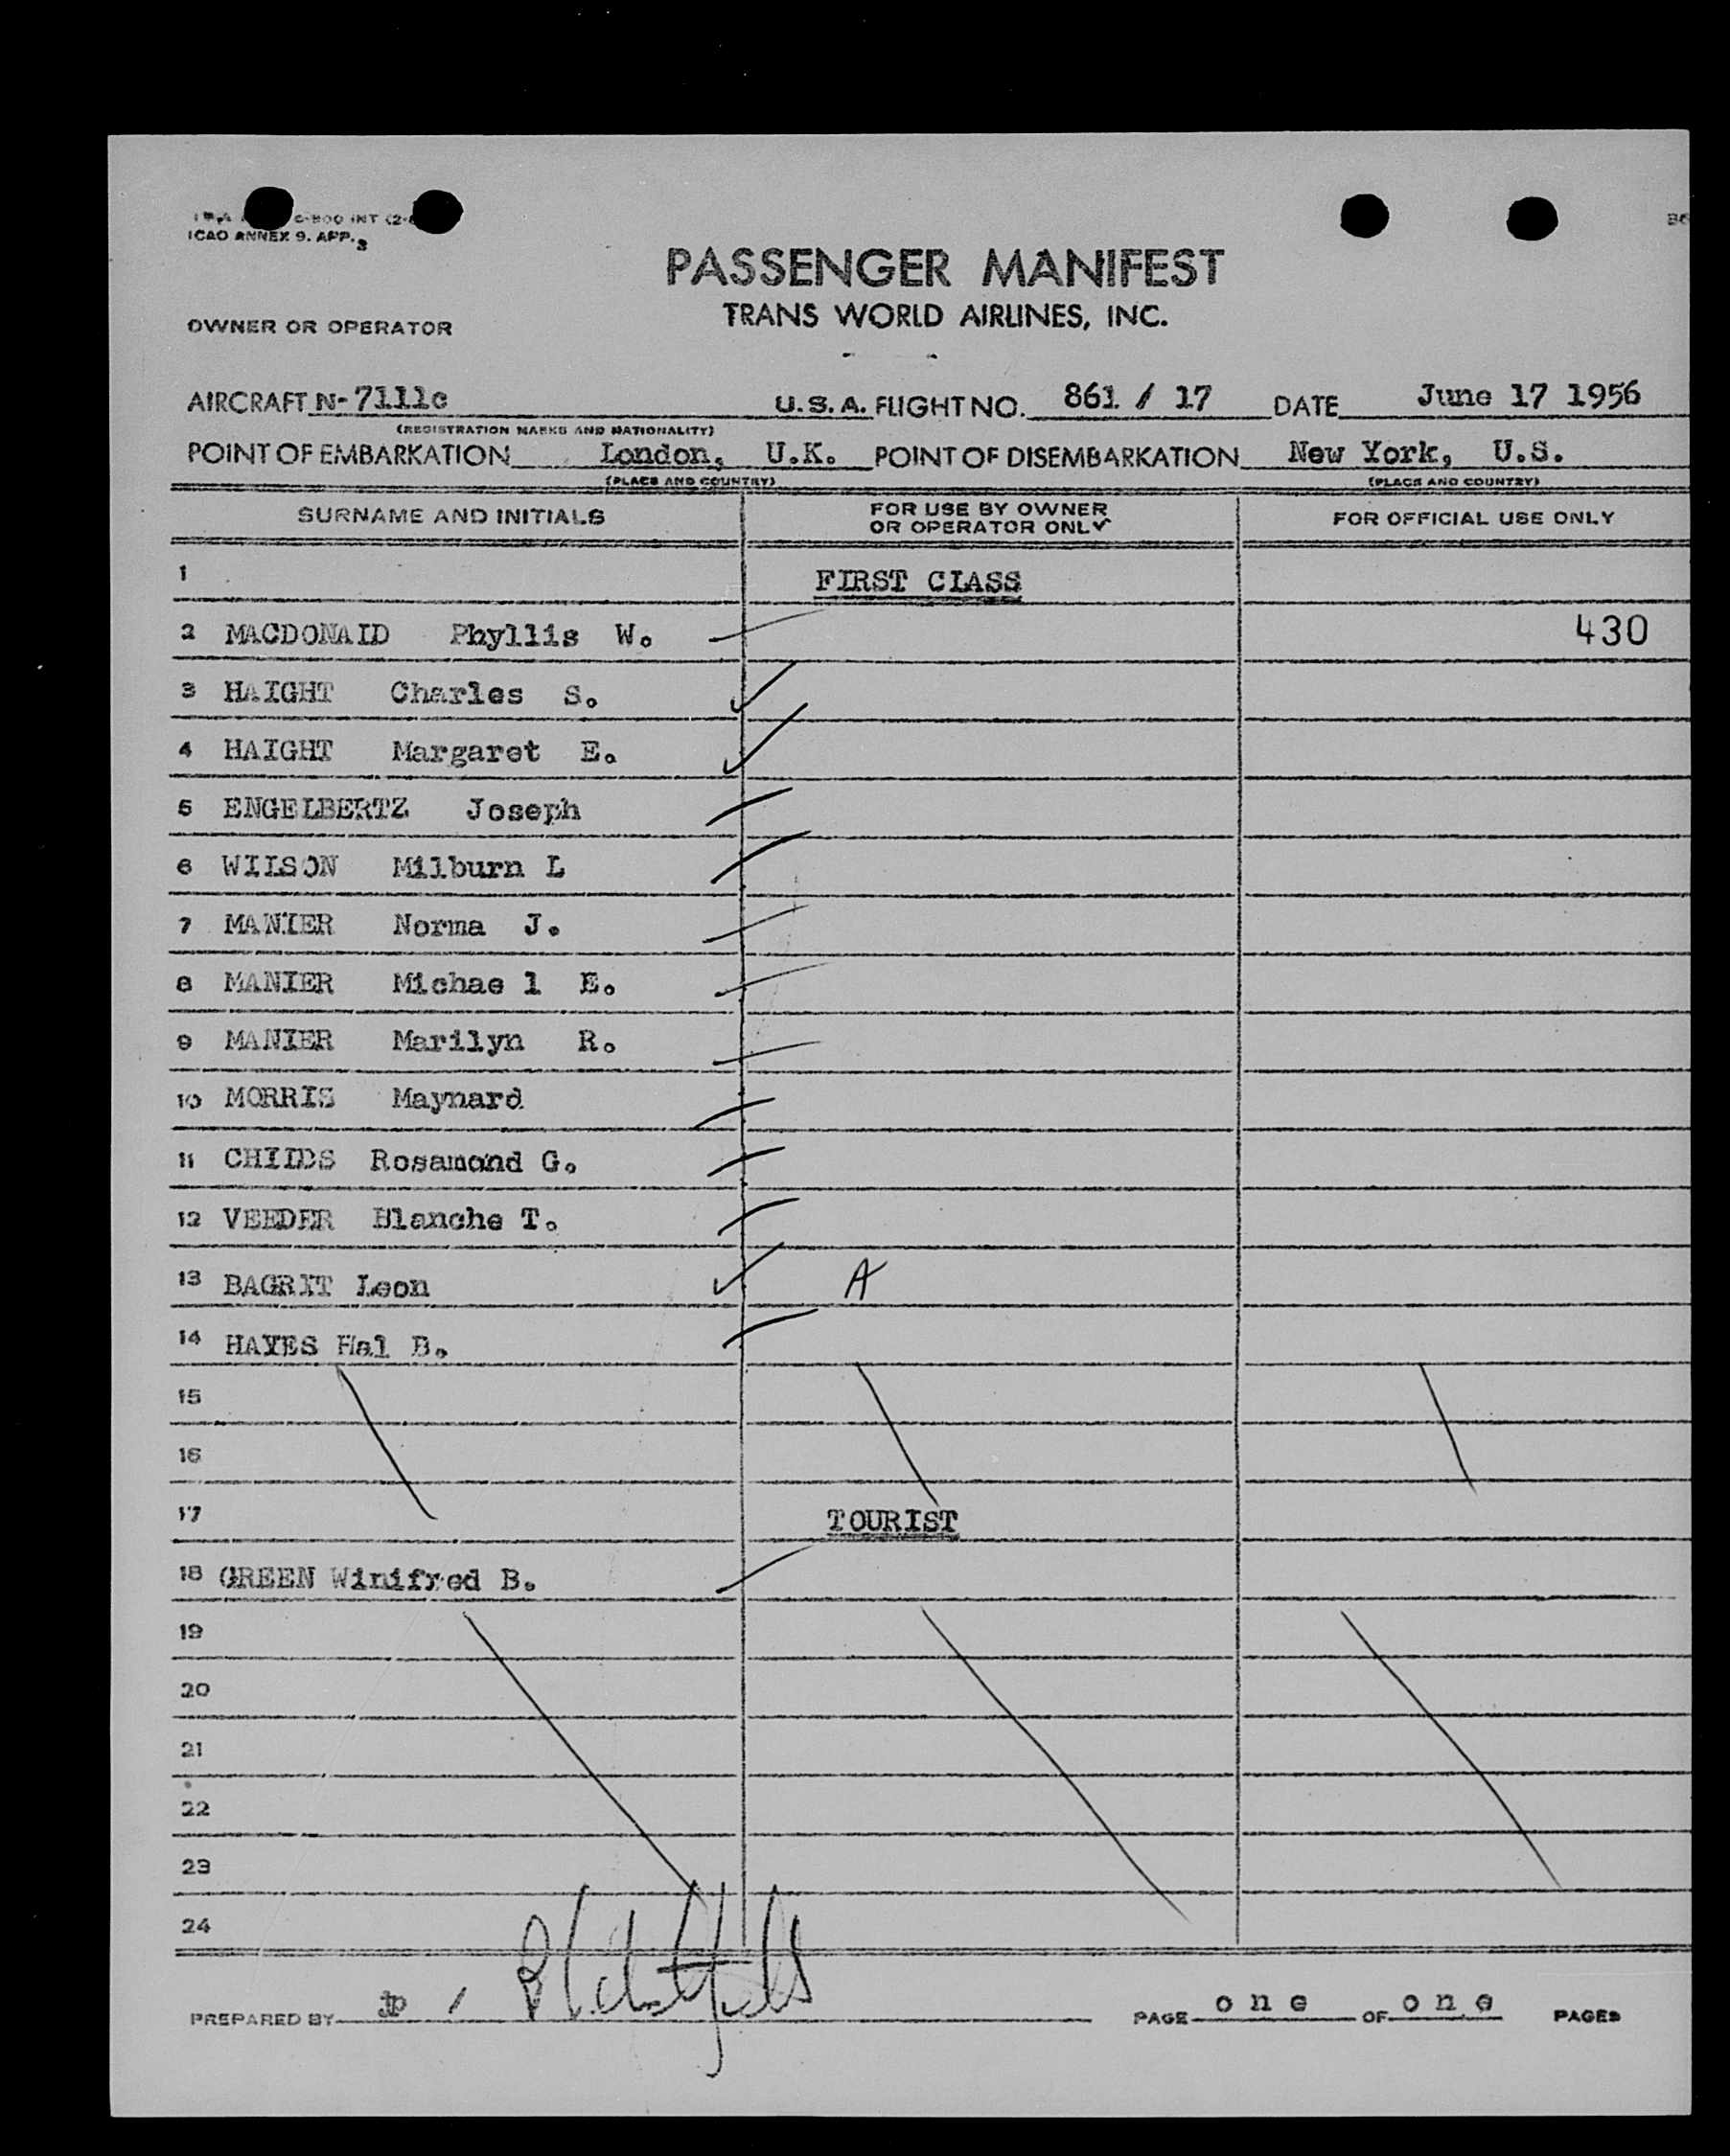 C-800 INT (2-
ICAO ANNEX 9. APP. 3
PASSENGER MANIFEST
OWNER OR OPERATOR TRANS WORLD AIRLINES, INC.
AIRCRAFT N-7111c U.S.A. FLIGHT NO. 861 / 17 DATE June 17 1956
(REGISTRATION MARKS AND NATIONALITY)
POINT OF EMBARKATION London, U.K. POINT OF DISEMBARKATION New York, U.S.
(PLACE AND COUNTRY) (PLACE AND COUNTRY)
SURNAME AND INITIALS FOR USE BY OWNER OR OPERATOR ONLY FOR OFFICIAL USE ONLY
1 FIRST CLASS
2 MACDONALD Phyllis W. 430
3 HAIGHT Charles S.
4 HAIGHT Margaret E.
5 ENGELBERTZ Joseph
6 WILSON Milburn L
7 MANIER Norma J.
8 MANIER Michae l E.
9 MANIER Marilyn R.
10 MORRIS Maynard
11 CHILDS Rosamond G.
12 VEEDER Blanche T.
13 BAGRIT Leon A
14 HAYES Hal B.
15
16
17 TOURIST
18 GREEN Winifred B.
19
20
21
22
23
24
PREPARED BY jp / PAGE one OF one PAGES